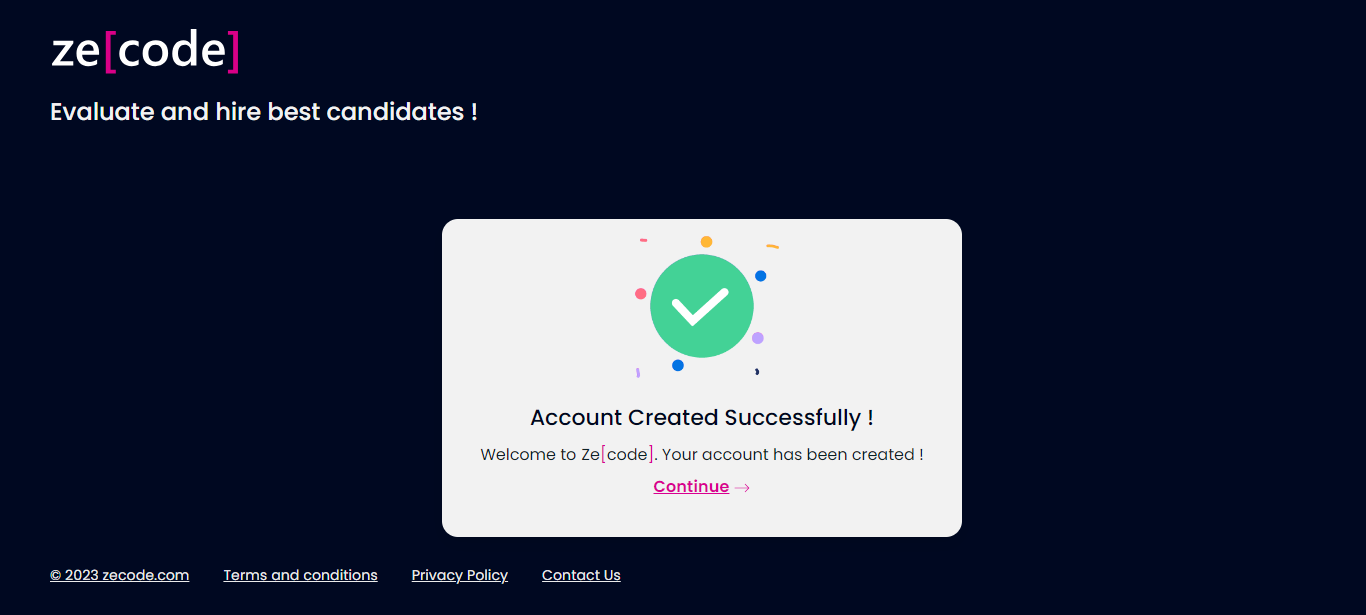 ze[code]
Evaluate and hire best candidates !
Account Created Successfully !
Welcome to Ze[code]. Your account has been created !
Continue →
© 2023 zecode.com Terms and conditions Privacy Policy Contact Us